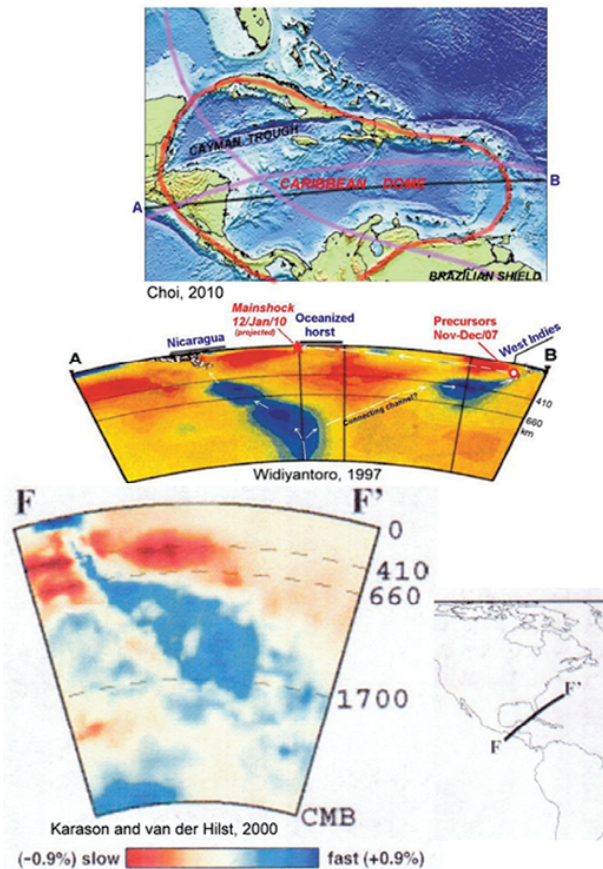 CAYMAN TROUGH
CARIBBEAN DOME
A
B
BRAZILIAN SHIELD
Choi, 2010
Mainshock
12/Jan/10
(projected)
Oceanized
horst
Nicaragua
Precursors
Nov-Dec/07
West Indies
A
B
Connecting channel?
410
660
km
Widiyantoro, 1997
F
F'
0
410
660
1700
CMB
Karason and van der Hilst, 2000
F'
F
(-0.9%) slow
fast (+0.9%)